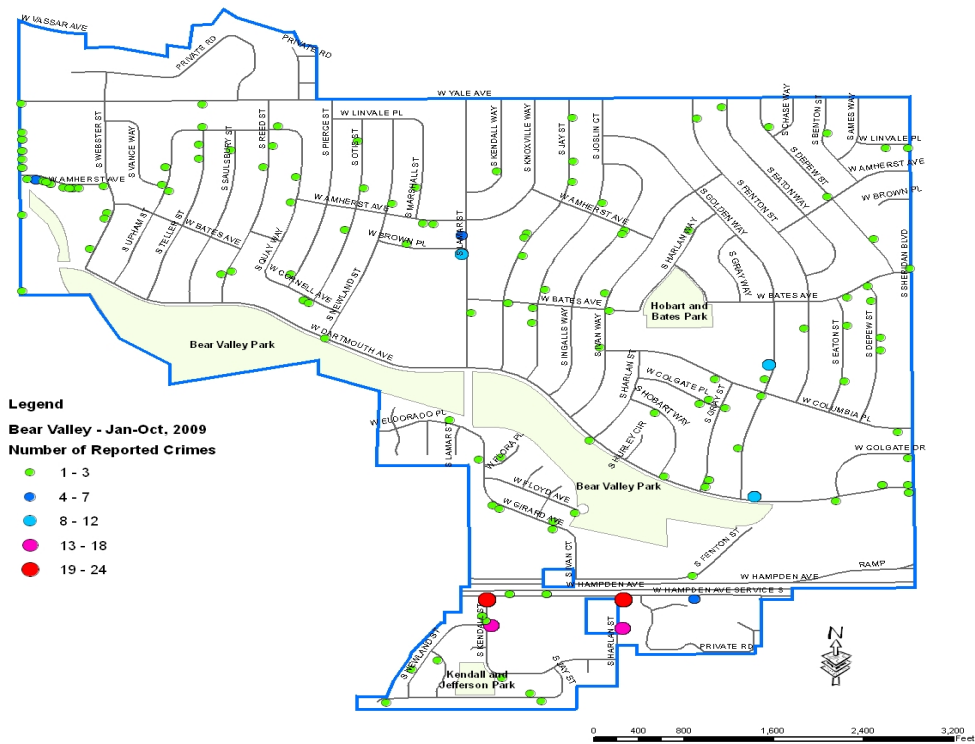 W VASSAR AVE
PRIVATE RD
PRIVATE RD
W YALE AVE
S WEBSTER ST
S VANCE WAY
S SAULSBURY ST
S REED ST
S PIERCE ST
W LINVALE PL
S OTIS ST
S MARSHALL ST
S KENDALL WAY
S KNOXVILLE WAY
S JAY ST
S JOSLIN CT
S CHASE WAY
S BENTON ST
S AMES WAY
W LINVALE PL
S DEPEW ST
W AMHERST AVE
W BROWN PL
W AMHERST AVE
S UPHAM ST
S TELLER ST
W BATES AVE
S QUAY WAY
W AMHERST AVE
W BROWN PL
S LAMAR ST
W AMHERST AVE
S EATON WAY
S FENTON ST
S GOLDEN WAY
S HARLAN WAY
S GRAY WAY
S SHERIDAN BLVD
W CORNELL AVE
S NEWLAND ST
W BATES AVE
W BATES AVE
Hobart and
Bates Park
S INGALLS WAY
S IVAN WAY
S EATON ST
S DEPEW ST
W DARTMOUTH AVE
Bear Valley Park
S HARLAN ST
W COLGATE PL
S HOBART WAY
S GRAY ST
W COLUMBIA PL
Legend
Bear Valley - Jan-Oct, 2009
Number of Reported Crimes
1 - 3
4 - 7
8 - 12
13 - 18
19 - 24
W ELDORADO PL
S LAMAR ST
W FLORA PL
S HURLEY CIR
W COLGATE DR
W FLOYD AVE
Bear Valley Park
W GIRARD AVE
S IVAN CT
S FENTON ST
RAMP
W HAMPDEN AVE
W HAMPDEN AVE
W HAMPDEN AVE SERVICE S
S KENDALL ST
S HARLAN ST
S NEWLAND ST
PRIVATE RD
S JAY ST
Kendall and
Jefferson Park
N
0 400 800 1,600 2,400 3,200
Feet